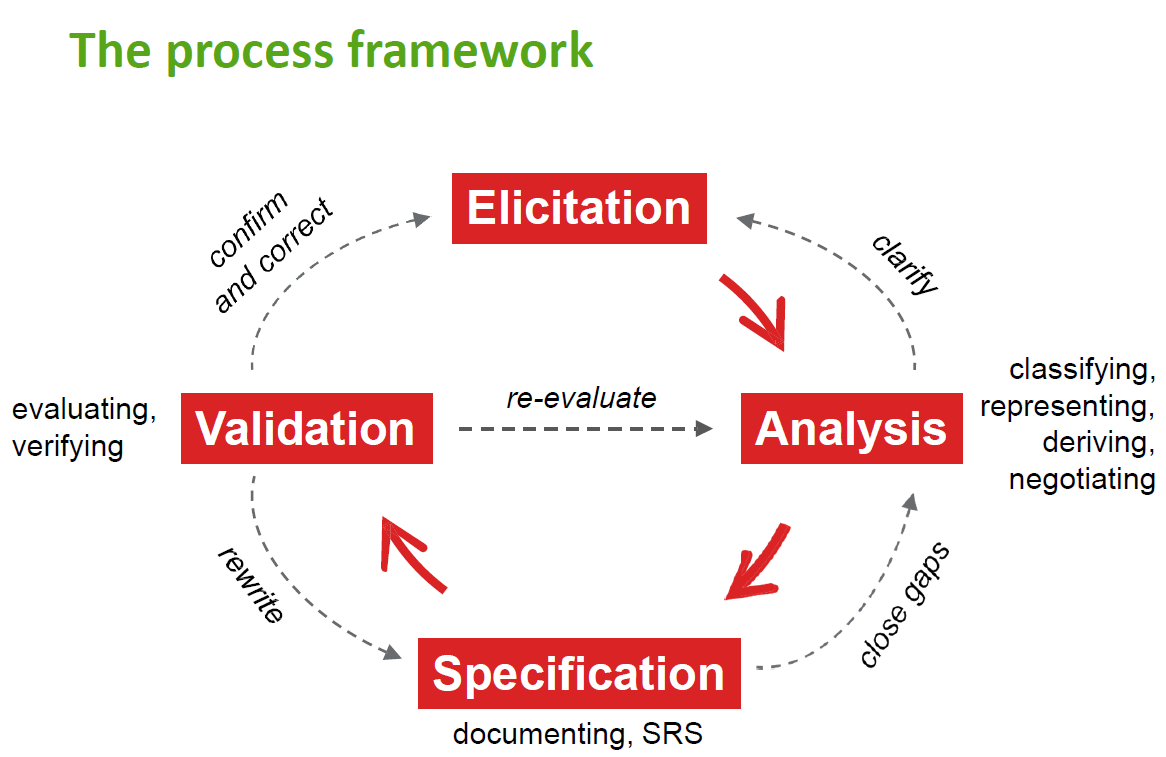 The process framework
Elicitation
confirm
and correct
clarify
evaluating,
verifying
Validation
re-evaluate
Analysis
classifying,
representing,
deriving,
negotiating
rewrite
close gaps
Specification
documenting, SRS